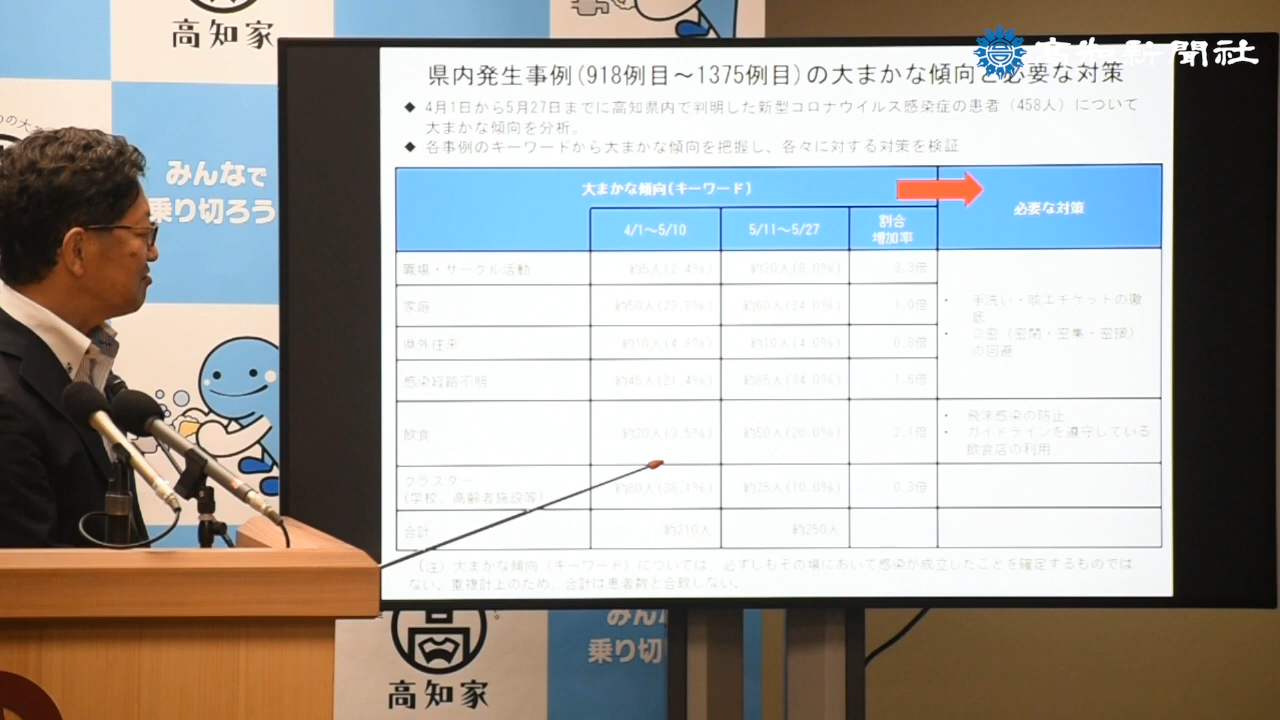 高知家
高知新聞社
県内発生事例(918例目～1375例目)の大まかな傾向と必要な対策
◆ 4月1日から5月27日までに高知県内で判明した新型コロナウイルス感染症の患者（458人）について
大まかな傾向を分析。
◆ 各事例のキーワードから大まかな傾向を把握し、各々に対する対策を検証
大まかな傾向(キーワード) 必要な対策
4/1～5/10 5/11～5/27 割合
増加率
職場・サークル活動 約5人(2.4%) 約20人(8.0%) 3.3倍
家庭 約50人(23.8%) 約60人(24.0%) 1.0倍
県外往来 約10人(4.8%) 約10人(4.0%) 0.8倍
感染経路不明 約45人(21.4%) 約85人(34.0%) 1.6倍
・ 手洗い・咳エチケットの徹
底
・ ３密（密閉・密集・密接）
の回避
飲食 約20人(9.5%) 約50人(20.0%) 2.1倍
・ 飛沫感染の防止
・ ガイドラインを遵守している
飲食店の利用
クラスター
(学校、高齢者施設等) 約80人(38.1%) 約25人(10.0%) 0.3倍
合計 約210人 約250人
（注）大まかな傾向（キーワード）については、必ずしもその場において感染が成立したことを確定するものでは
ない。重複計上のため、合計は患者数と合致しない。
みんなで
乗り切ろう
高知家
乗り切